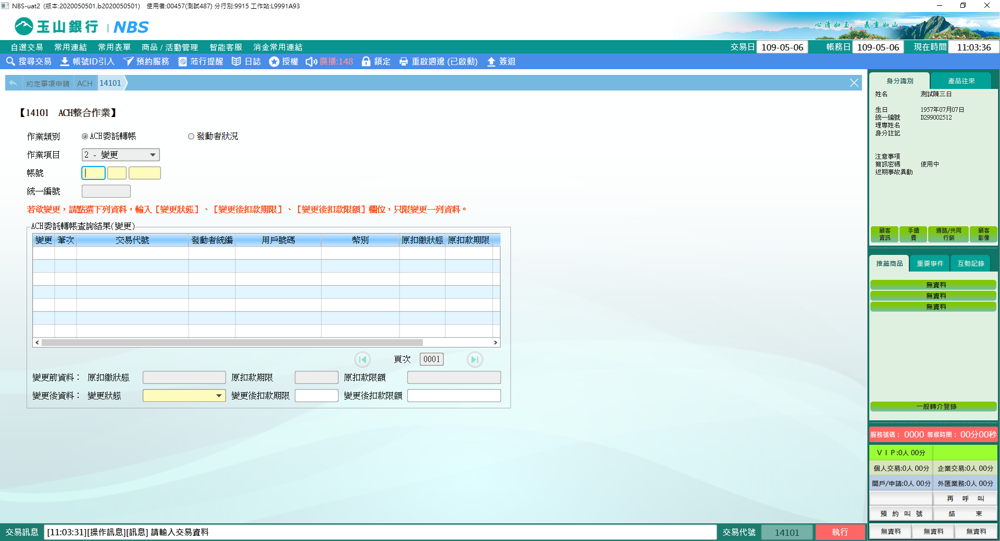 NBS-uat2 (版本:2020050501.b2020050501) 使用者:00457(測試487) 分行別:9915 工作站:L9991A93
玉山銀行 | NBS
心清如玉。 義重如山。
自選交易 常用連結 常用表單 商品 / 活動管理 智能客服 消金常用連結
交易日 109-05-06 帳務日 109-05-06 現在時間 11:03:36
搜尋交易 帳號ID引入 預約服務 蒞行提醒 日誌 授權 廣播:148 鎖定 重啟週邊 (已啟動) 簽退
約定事項申請 ACH 14101
【14101 ACH整合作業】
作業類別 ACH委託轉帳 發動者狀況
作業項目 2 - 變更
帳號
統一編號
若欲變更，請點選下列資料，輸入［變更狀態］、［變更後扣款期限］、［變更後扣款限額］欄位，只限變更一列資料。
ACH委託轉帳查詢結果(變更)
變更 筆次 交易代號 發動者統編 用戶號碼 幣別 原扣繳狀態 原扣款期限
頁次 0001
變更前資料： 原扣繳狀態 原扣款期限 原扣款限額
變更後資料： 變更狀態 變更後扣款期限 變更後扣款限額
身分識別 產品往來
姓名 測試陳三日
生日 1957年07月07日
統一編號 D299002512
理專姓名
身分註記
注意事項
簡訊密碼 使用中
近期事故異動
顧客資訊 手續費 通路/共同行銷 顧客影像
推薦商品 重要事件 互動記錄
無資料
無資料
無資料
一般轉介登錄
服務號碼： 0000 等候時間： 00分00秒
ＶＩＰ:0人 00分
個人交易:0人 00分 企業交易:0人 00分
開戶/申請:0人 00分 外匯業務:0人 00分
再 呼 叫
預 約 叫 號 結 束
無資料 無資料 無資料
交易訊息 [11:03:31][操作訊息][訊息] 請輸入交易資料 交易代號 14101 執行